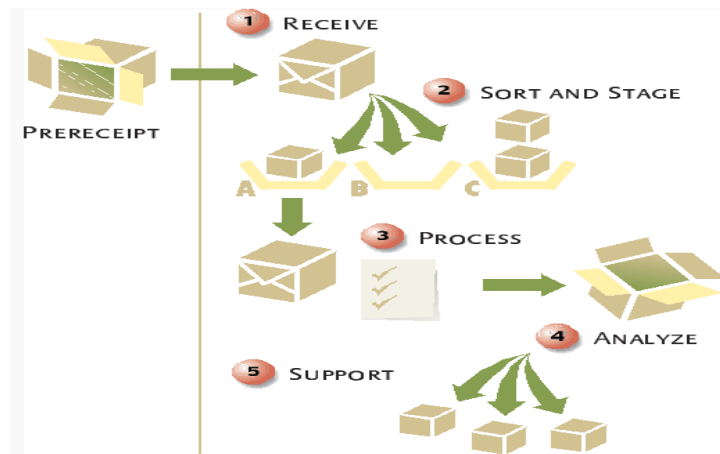 1 RECEIVE
PRERECEIPT
2 SORT AND STAGE
A B C
3 PROCESS
4 ANALYZE
5 SUPPORT